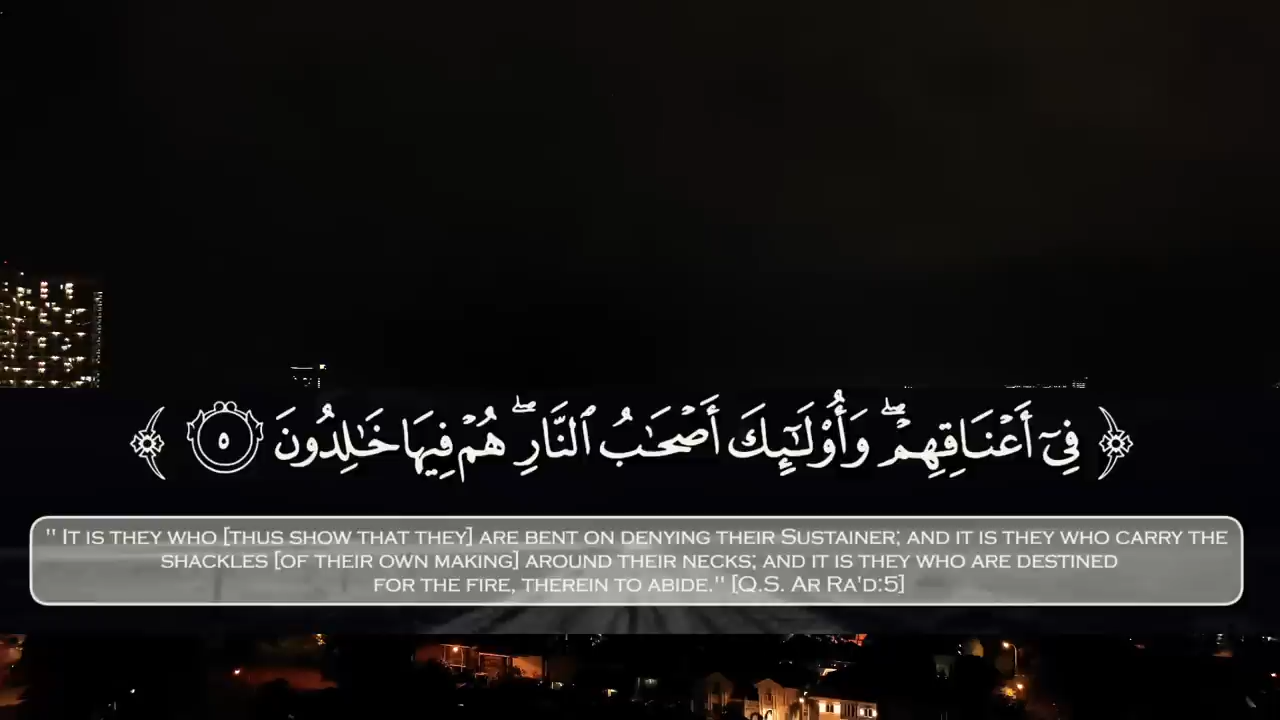 ﴿ فِىٓ أَعْنَاقِهِمْ ۖ وَأُو۟لَـٰٓئِكَ أَصْحَـٰبُ ٱلنَّارِ ۖ هُمْ فِيهَا خَـٰلِدُونَ ٥ ﴾
" It is they who [thus show that they] are bent on denying their Sustainer; and it is they who carry the
shackles [of their own making] around their necks; and it is they who are destined
for the fire, therein to abide." [Q.S. Ar Ra'd:5]